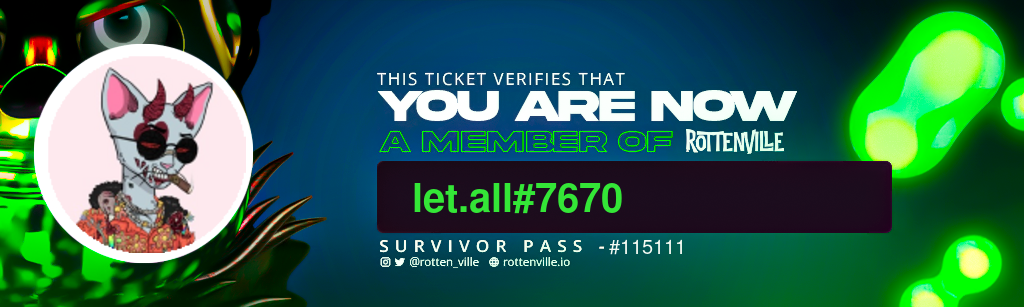 THIS TICKET VERIFIES THAT
YOU ARE NOW
A MEMBER OF ROTTENVILLE
let.all#7670
SURVIVOR PASS - #115111
@rotten_ville rottenville.io